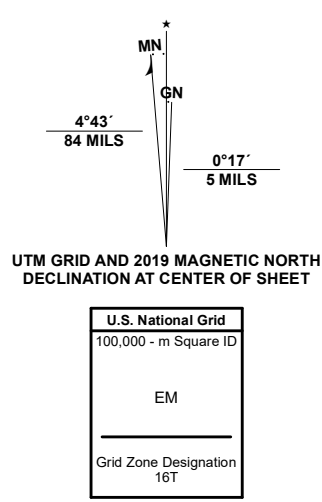 ★
MN
GN
4°43´
84 MILS
0°17´
5 MILS
UTM GRID AND 2019 MAGNETIC NORTH
DECLINATION AT CENTER OF SHEET
U.S. National Grid
100,000 - m Square ID
EM
Grid Zone Designation
16T